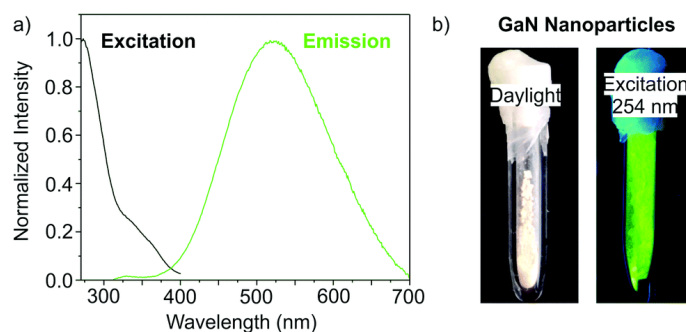 a)
Excitation
Emission
1.0
0.8
0.6
0.4
0.2
0.0
Normalized Intensity
300
400
500
600
700
Wavelength (nm)
b)
GaN Nanoparticles
Daylight
Excitation
254 nm